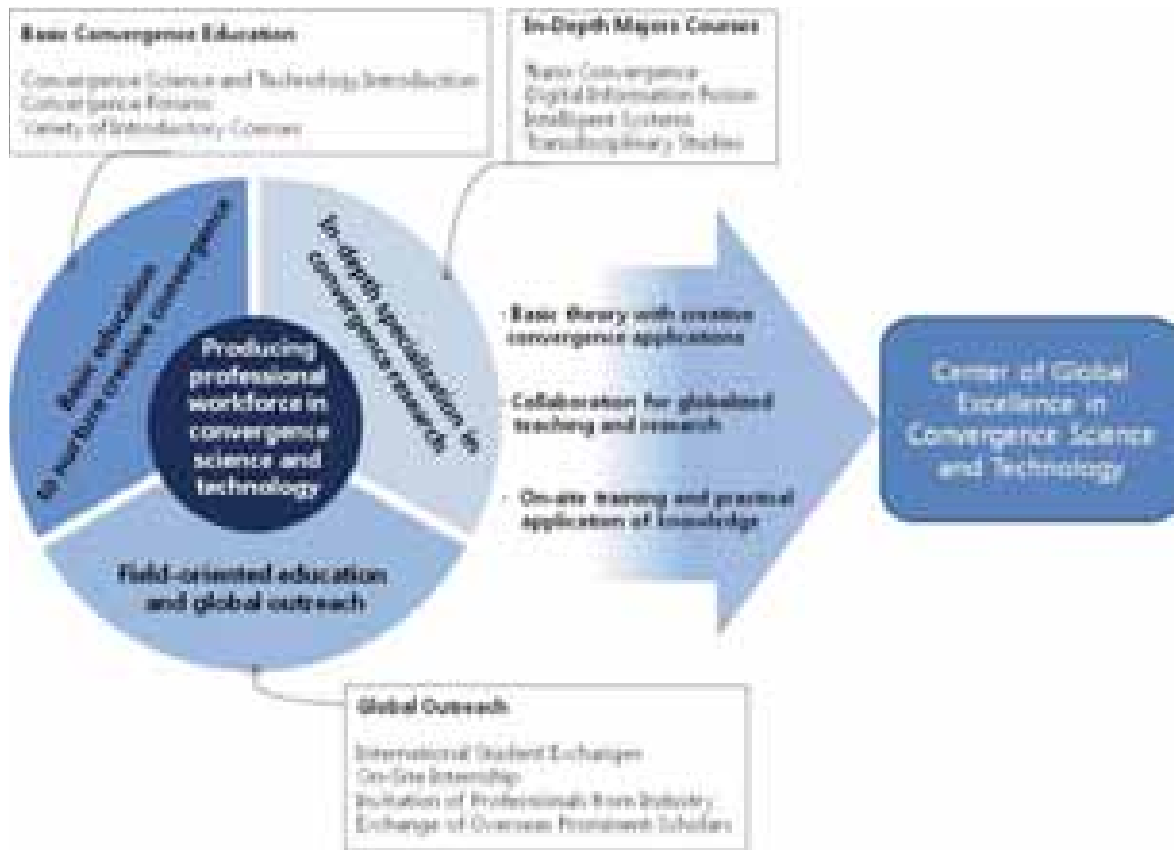 Basic Convergence Education
Convergence Science and Technology Introduction
Convergence Forums
Variety of Introductory Courses
In-Depth Majors Courses
Nano Convergence
Digital Information Fusion
Intelligent Systems
Transdisciplinary Studies
Basic education
to nurture creative convergence
In-depth specialization in
convergence research
Producing
professional
workforce in
convergence
science and
technology
Field-oriented education
and global outreach
· Basic theory with creative
convergence applications
· Collaboration for globalized
teaching and research
· On-site training and practical
application of knowledge
Center of Global
Excellence in
Convergence Science
and Technology
Global Outreach
International Student Exchanges
On-Site Internship
Invitation of Professionals from Industry
Exchange of Overseas Prominent Scholars